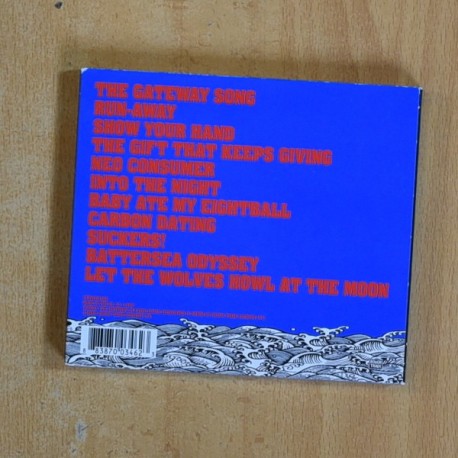 THE GATEWAY SONG
RUN-AWAY
SHOW YOUR HAND
THE GIFT THAT KEEPS GIVING
NEO CONSUMER
INTO THE NIGHT
BABY ATE MY EIGHTBALL
CARBON DATING
SUCKERS!
BATTERSEA ODYSSEY
LET THE WOLVES HOWL AT THE MOON